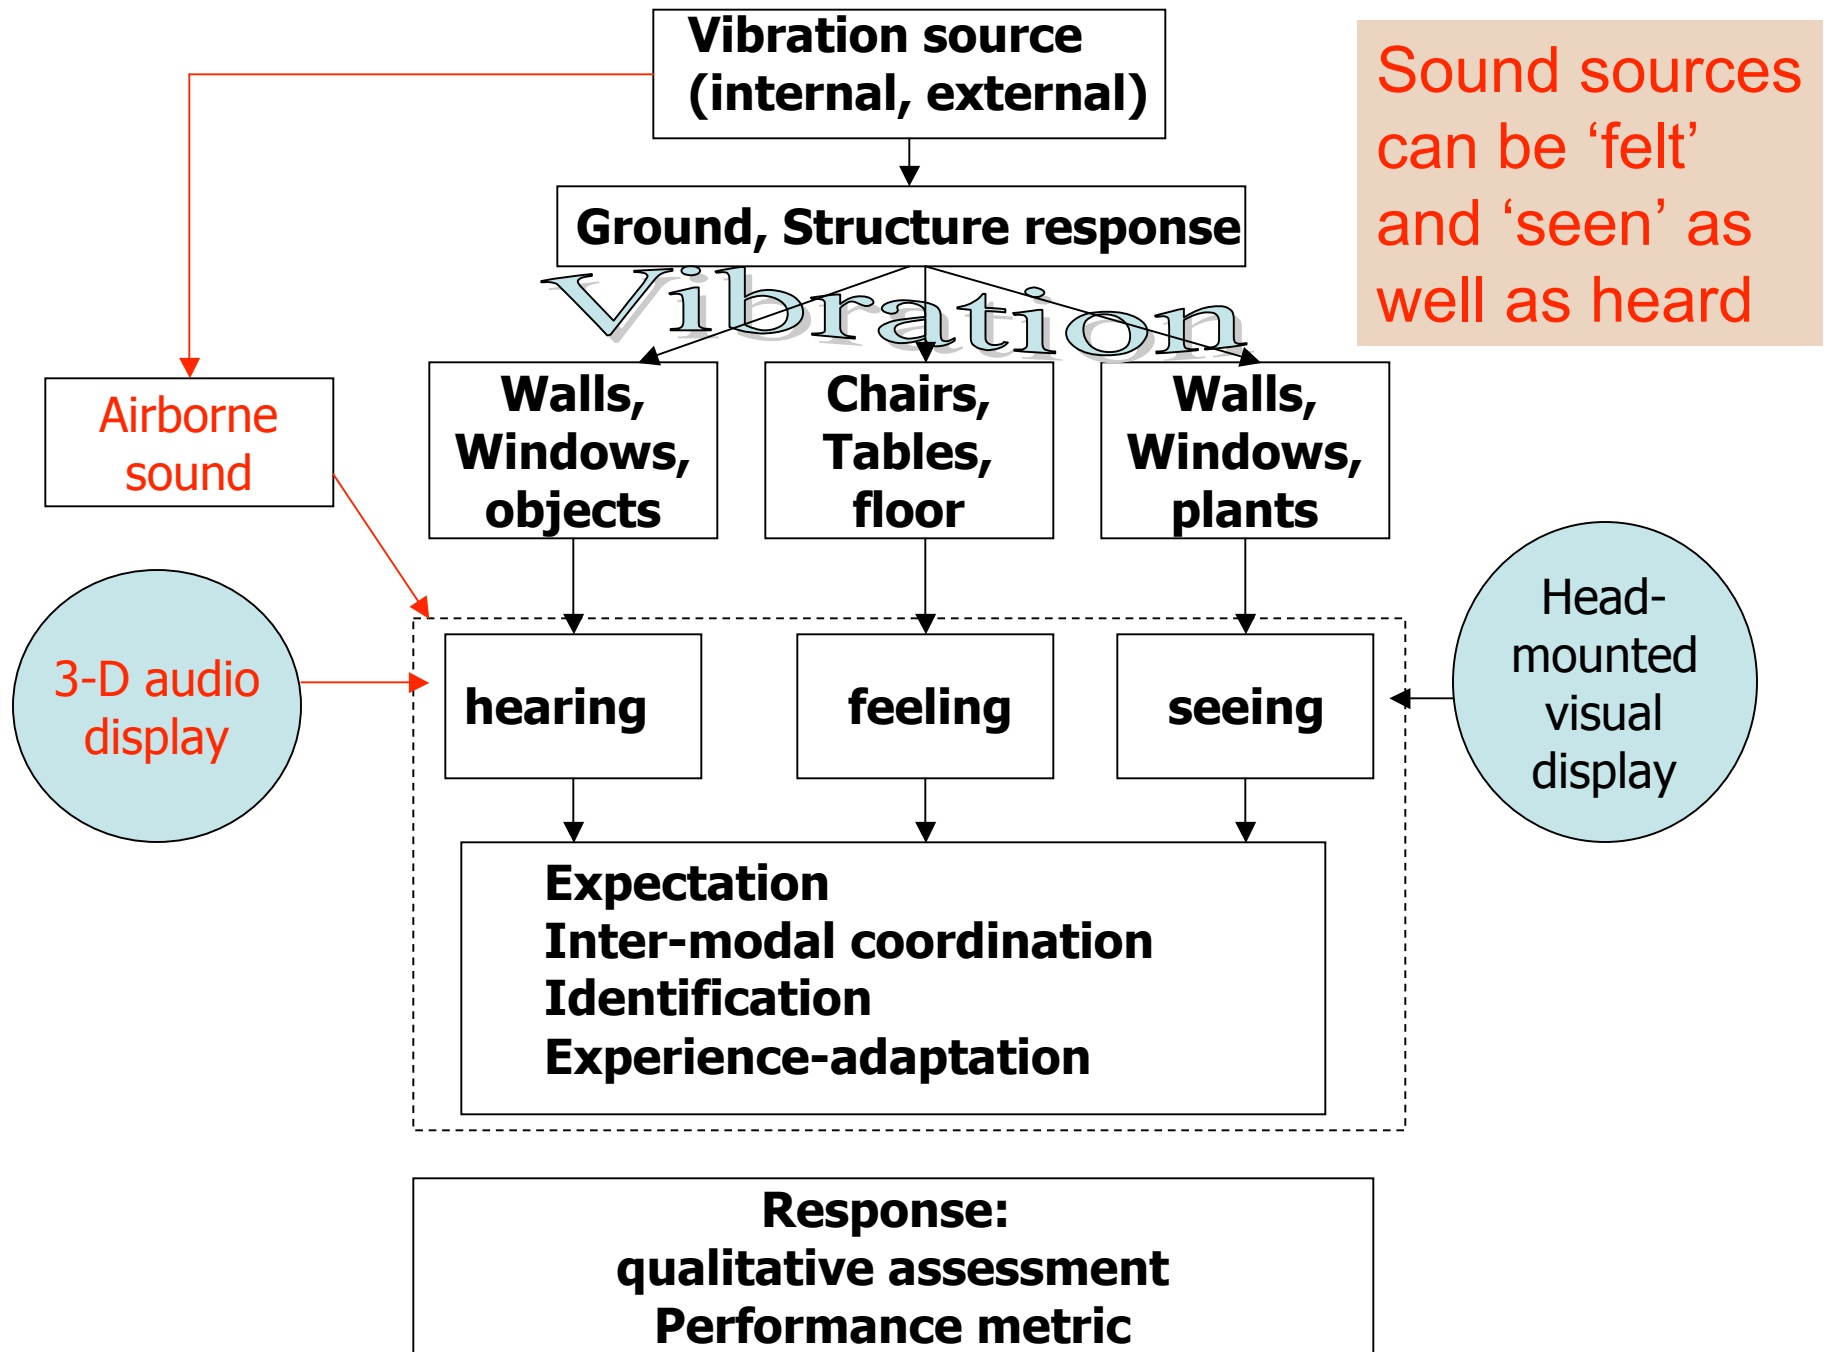 Vibration source
(internal, external)
Sound sources
can be ‘felt’
and ‘seen’ as
well as heard
Ground, Structure response
Vibration
Airborne
sound
Walls,
Windows,
objects
Chairs,
Tables,
floor
Walls,
Windows,
plants
3-D audio
display
hearing
feeling
seeing
Head-
mounted
visual
display
Expectation
Inter-modal coordination
Identification
Experience-adaptation
Response:
qualitative assessment
Performance metric